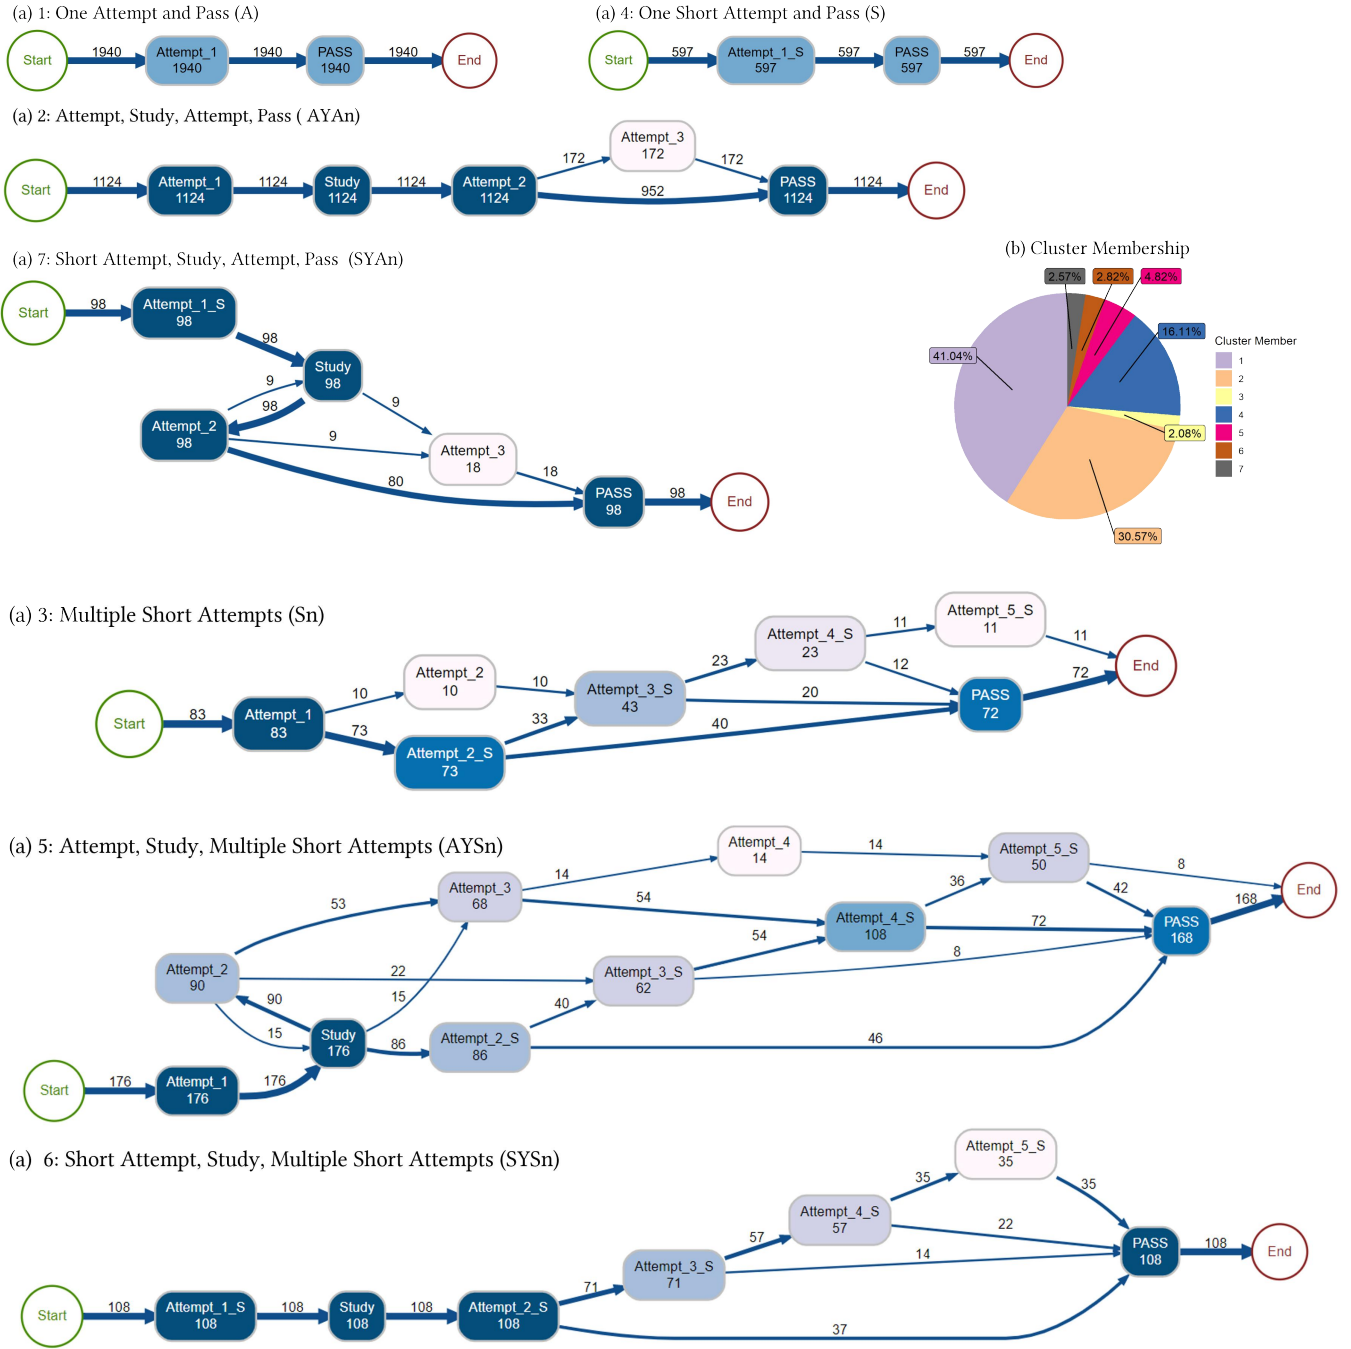 (a) 1: One Attempt and Pass (A)
Start
1940
Attempt_1
1940
1940
PASS
1940
1940
End
(a) 4: One Short Attempt and Pass (S)
Start
597
Attempt_1_S
597
597
PASS
597
597
End
(a) 2: Attempt, Study, Attempt, Pass ( AYAn)
Start
1124
Attempt_1
1124
1124
Study
1124
1124
Attempt_2
1124
172
Attempt_3
172
172
952
PASS
1124
1124
End
(a) 7: Short Attempt, Study, Attempt, Pass (SYAn)
Start
98
Attempt_1_S
98
98
Study
98
9
98
9
Attempt_2
98
9
Attempt_3
18
18
80
PASS
98
98
End
(b) Cluster Membership
2.57%
2.82%
4.82%
16.11%
41.04%
2.08%
30.57%
Cluster Member
1
2
3
4
5
6
7
(a) 3: Multiple Short Attempts (Sn)
Start
83
Attempt_1
83
10
Attempt_2
10
10
73
Attempt_2_S
73
33
Attempt_3_S
43
23
Attempt_4_S
23
11
Attempt_5_S
11
11
12
20
40
PASS
72
72
End
(a) 5: Attempt, Study, Multiple Short Attempts (AYSn)
Start
176
Attempt_1
176
176
Study
176
90
15
Attempt_2
90
53
22
15
86
Attempt_3
68
14
Attempt_4
14
14
54
Attempt_2_S
86
40
46
Attempt_3_S
62
54
8
Attempt_4_S
108
36
72
Attempt_5_S
50
8
42
PASS
168
168
End
(a) 6: Short Attempt, Study, Multiple Short Attempts (SYSn)
Start
108
Attempt_1_S
108
108
Study
108
108
Attempt_2_S
108
71
37
Attempt_3_S
71
57
14
Attempt_4_S
57
35
22
Attempt_5_S
35
35
PASS
108
108
End